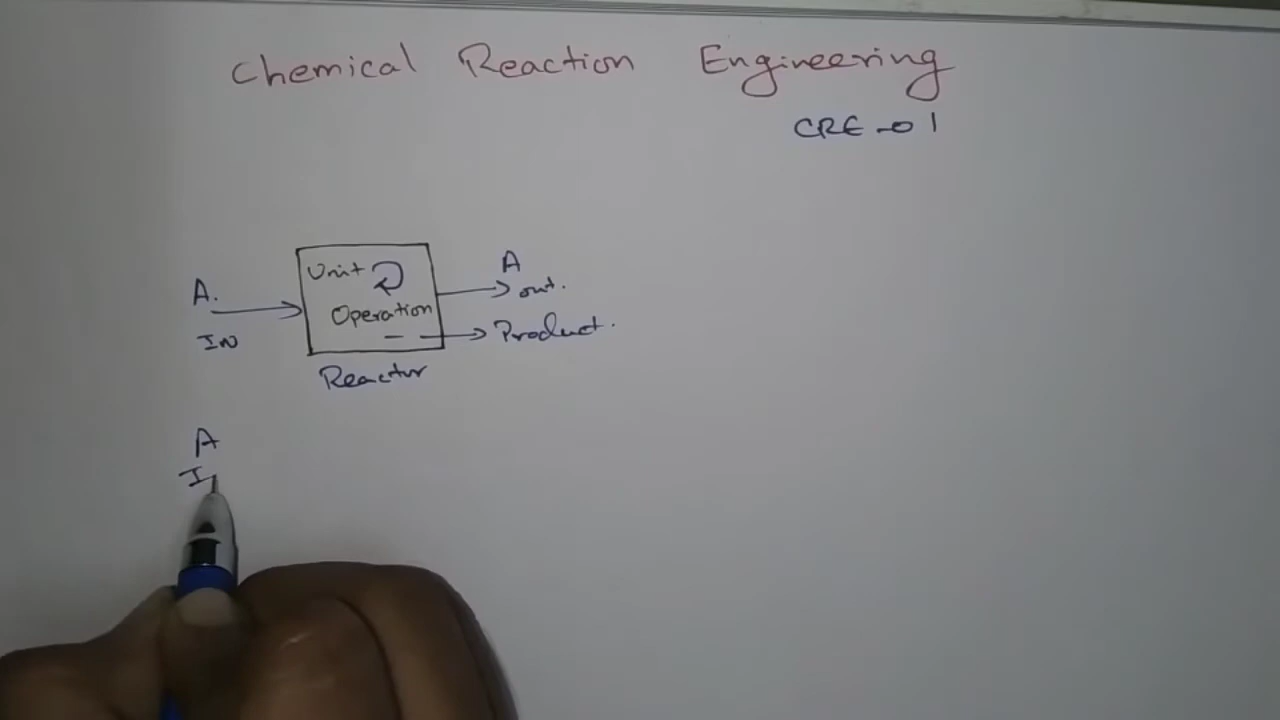 Chemical Reaction Engineering
CRE-01
A.
IN
Unit
Operation
Reactor
A
out.
Product.
A
I